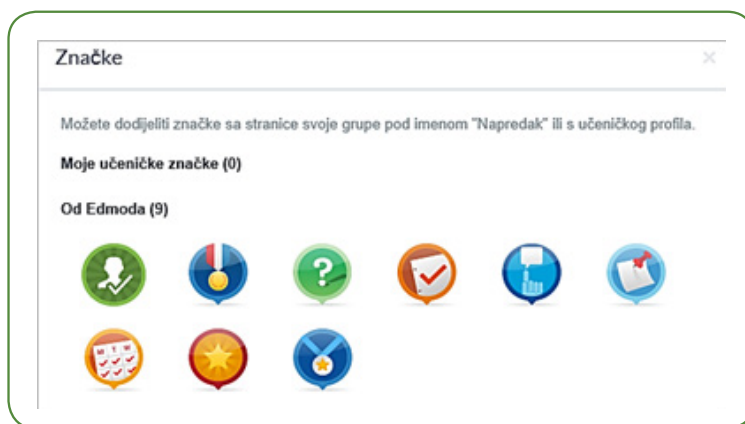 Značke
Možete dodijeliti značke sa stranice svoje grupe pod imenom "Napredak" ili s učeničkog profila.
Moje učeničke značke (0)
Od Edmoda (9)
?
M T W